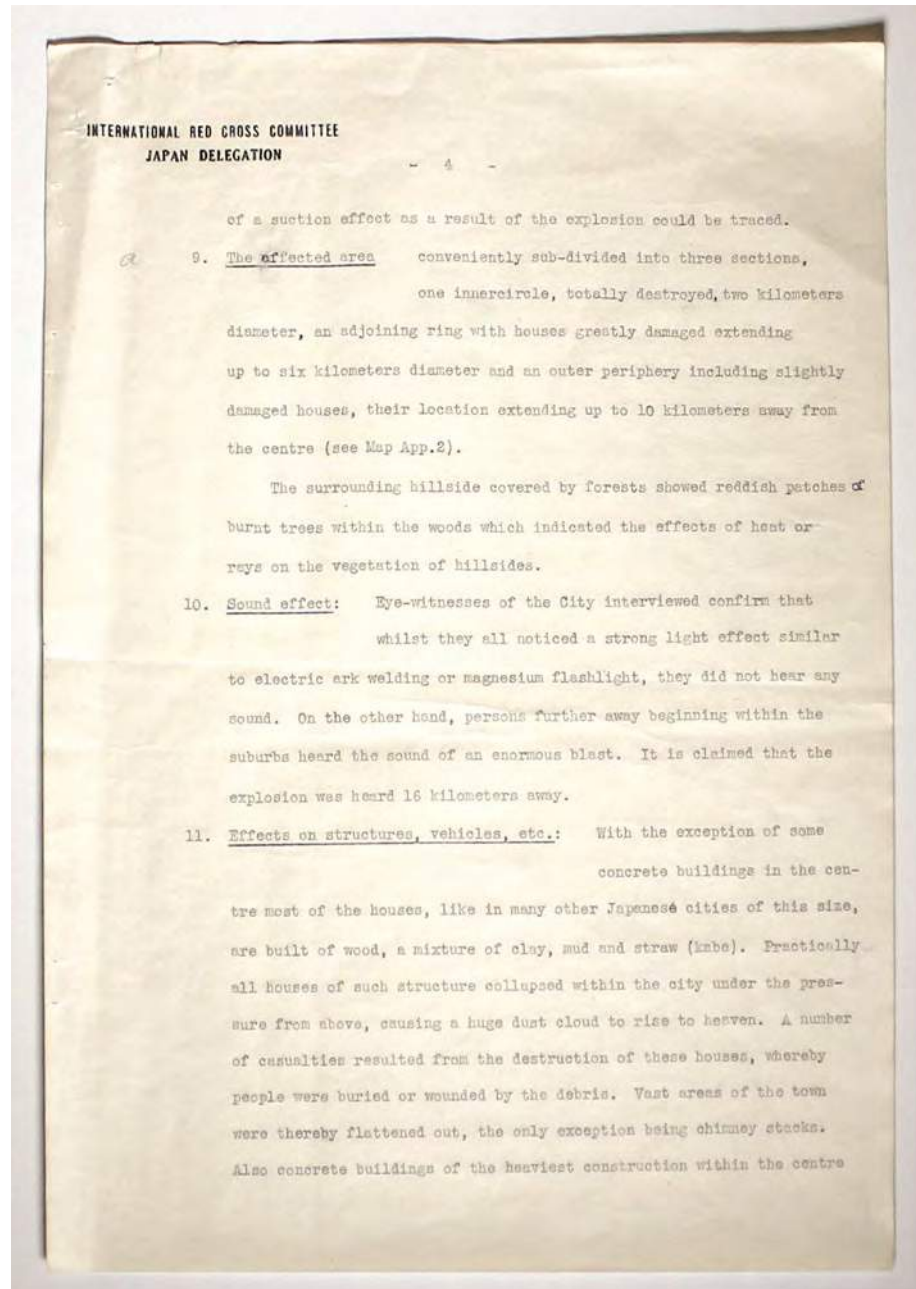 INTERNATIONAL RED CROSS COMMITTEE
JAPAN DELEGATION
- 4 -
of a suction effect as a result of the explosion could be traced.
a 9. The affected area conveniently sub-divided into three sections,
one innercircle, totally destroyed, two kilometers
diameter, an adjoining ring with houses greatly damaged extending
up to six kilometers diameter and an outer periphery including slightly
damaged houses, their location extending up to 10 kilometers away from
the centre (see Map App.2).
The surrounding hillside covered by forests showed reddish patches of
burnt trees within the woods which indicated the effects of heat or
rays on the vegetation of hillsides.
10. Sound effect: Eye-witnesses of the City interviewed confirm that
whilst they all noticed a strong light effect similar
to electric ark welding or magnesium flashlight, they did not hear any
sound. On the other hand, persons further away beginning within the
suburbs heard the sound of an enormous blast. It is claimed that the
explosion was heard 16 kilometers away.
11. Effects on structures, vehicles, etc.: With the exception of some
concrete buildings in the cen-
tre most of the houses, like in many other Japanese cities of this size,
are built of wood, a mixture of clay, mud and straw (kabe). Practically
all houses of such structure collapsed within the city under the pres-
sure from above, causing a huge dust cloud to rise to heaven. A number
of casualties resulted from the destruction of these houses, whereby
people were buried or wounded by the debris. Vast areas of the town
were thereby flattened out, the only exception being chimney stacks.
Also concrete buildings of the heaviest construction within the centre